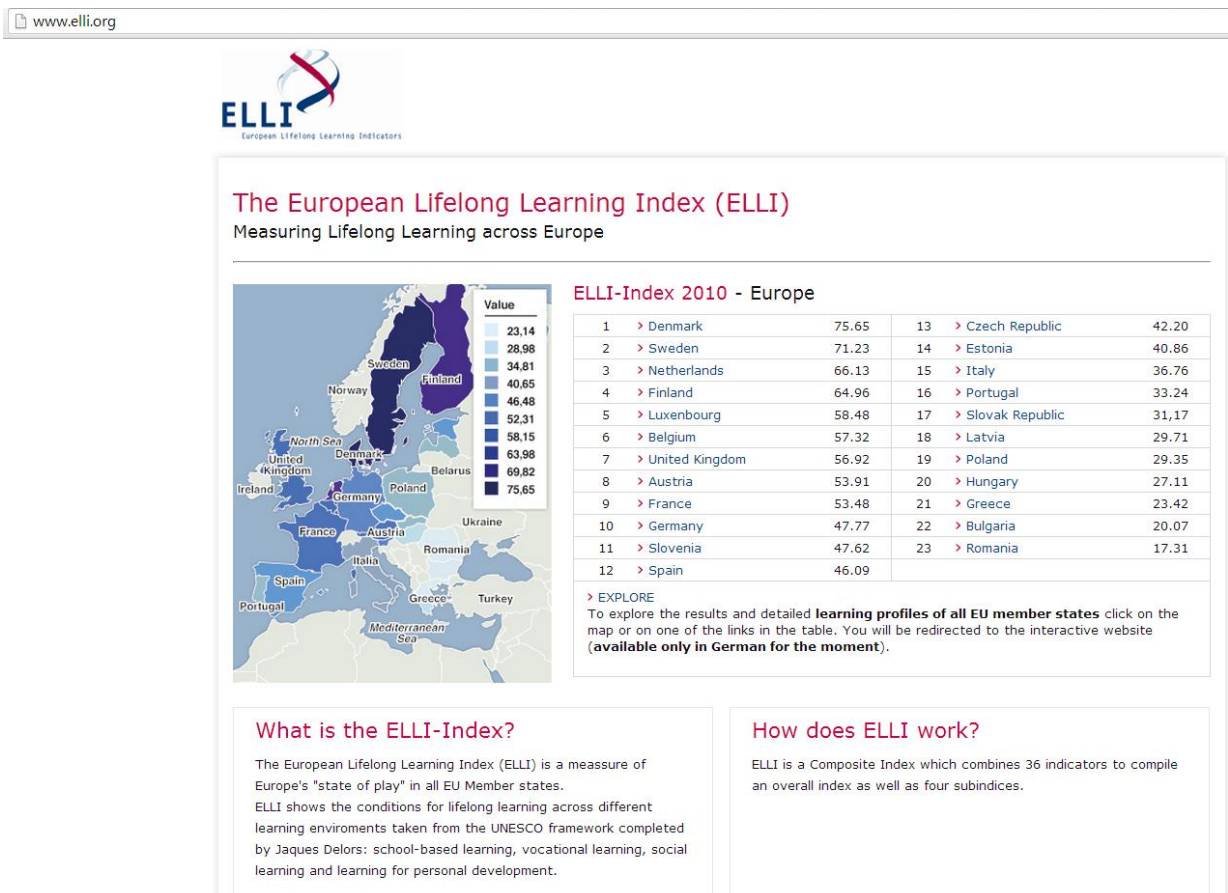 www.elli.org
ELLI
European Lifelong Learning Indicators
The European Lifelong Learning Index (ELLI)
Measuring Lifelong Learning across Europe
Value
23,14
28,98
34,81
40,65
46,48
52,31
58,15
63,98
69,82
75,65
Sweden
Finland
Norway
North Sea
Denmark
United
Kingdom
Belarus
Ireland
Germany
Poland
Ukraine
France
Austria
Romania
Italia
Spain
Greece
Turkey
Portugal
Mediterranean
Sea
ELLI-Index 2010 - Europe
1 > Denmark 75.65 13 > Czech Republic 42.20
2 > Sweden 71.23 14 > Estonia 40.86
3 > Netherlands 66.13 15 > Italy 36.76
4 > Finland 64.96 16 > Portugal 33.24
5 > Luxenbourg 58.48 17 > Slovak Republic 31,17
6 > Belgium 57.32 18 > Latvia 29.71
7 > United Kingdom 56.92 19 > Poland 29.35
8 > Austria 53.91 20 > Hungary 27.11
9 > France 53.48 21 > Greece 23.42
10 > Germany 47.77 22 > Bulgaria 20.07
11 > Slovenia 47.62 23 > Romania 17.31
12 > Spain 46.09
> EXPLORE
To explore the results and detailed learning profiles of all EU member states click on the
map or on one of the links in the table. You will be redirected to the interactive website
(available only in German for the moment).
What is the ELLI-Index?
The European Lifelong Learning Index (ELLI) is a meassure of
Europe's "state of play" in all EU Member states.
ELLI shows the conditions for lifelong learning across different
learning enviroments taken from the UNESCO framework completed
by Jaques Delors: school-based learning, vocational learning, social
learning and learning for personal development.
How does ELLI work?
ELLI is a Composite Index which combines 36 indicators to compile
an overall index as well as four subindices.